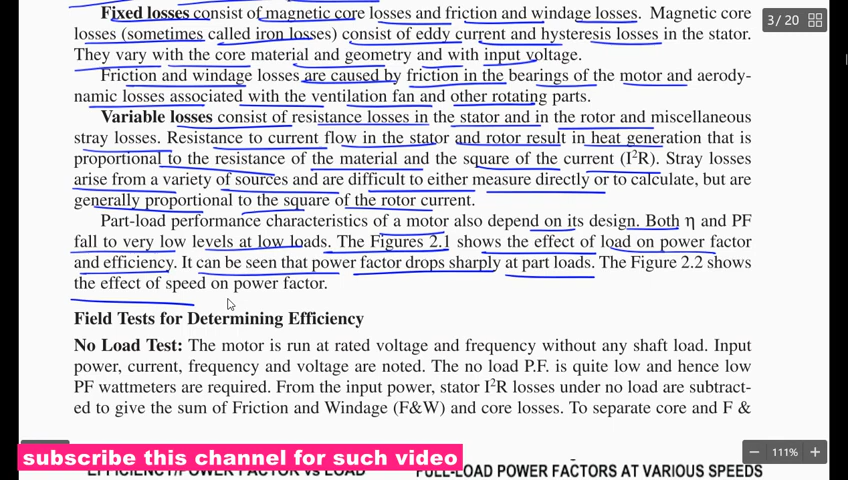 Fixed losses consist of magnetic core losses and friction and windage losses. Magnetic core
losses (sometimes called iron losses) consist of eddy current and hysteresis losses in the stator.
They vary with the core material and geometry and with input voltage.
Friction and windage losses are caused by friction in the bearings of the motor and aerody-
namic losses associated with the ventilation fan and other rotating parts.
Variable losses consist of resistance losses in the stator and in the rotor and miscellaneous
stray losses. Resistance to current flow in the stator and rotor result in heat generation that is
proportional to the resistance of the material and the square of the current (I²R). Stray losses
arise from a variety of sources and are difficult to either measure directly or to calculate, but are
generally proportional to the square of the rotor current.
Part-load performance characteristics of a motor also depend on its design. Both η and PF
fall to very low levels at low loads. The Figures 2.1 shows the effect of load on power factor
and efficiency. It can be seen that power factor drops sharply at part loads. The Figure 2.2 shows
the effect of speed on power factor.
Field Tests for Determining Efficiency
No Load Test: The motor is run at rated voltage and frequency without any shaft load. Input
power, current, frequency and voltage are noted. The no load P.F. is quite low and hence low
PF wattmeters are required. From the input power, stator I²R losses under no load are subtract-
ed to give the sum of Friction and Windage (F&W) and core losses. To separate core and F &
3 / 20
111%
subscribe this channel for such video
EFFICIENCY/POWER FACTOR vs LOAD
FULL-LOAD POWER FACTORS AT VARIOUS SPEEDS